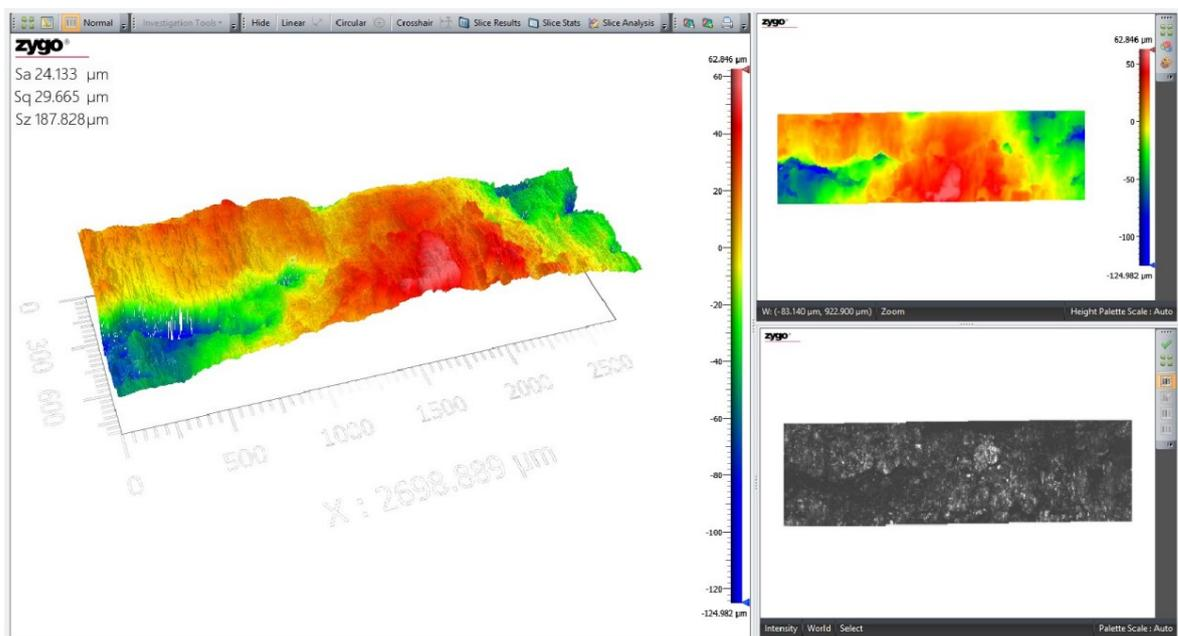 Normal Investigation Tools Hide Linear Circular Crosshair Slice Results Slice Stats Slice Analysis
zygo
Sa 24.133 µm
Sq 29.665 µm
Sz 187.828 µm
62.846 µm
60
40
20
0
-20
-40
-60
-80
-100
-120
-124.982 µm
0
300
600
0
500
1000
1500
2000
2500
X : 2698.889 µm
zygo
62.846 µm
50
0
-50
-100
-124.982 µm
W: (-83.140 µm, 922.900 µm) Zoom Height Palette Scale : Auto
zygo
Intensity World Select Palette Scale : Auto